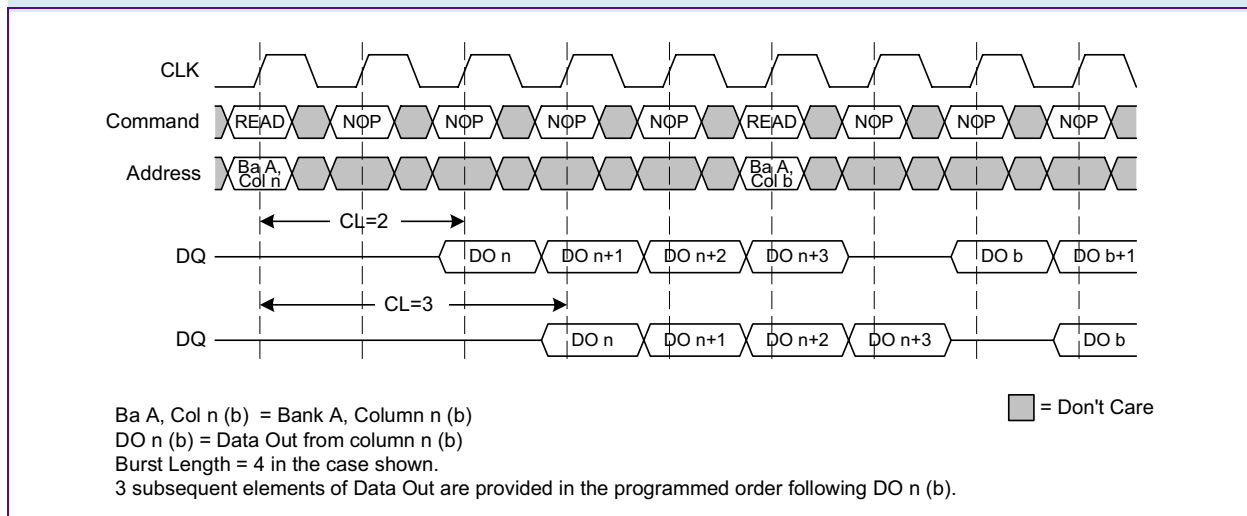 CLK
Command READ NOP NOP NOP NOP READ NOP NOP NOP
Address Ba A, Col n Ba A, Col b
CL=2
DQ DO n DO n+1 DO n+2 DO n+3 DO b DO b+1
CL=3
DQ DO n DO n+1 DO n+2 DO n+3 DO b
Ba A, Col n (b) = Bank A, Column n (b)
= Don't Care
DO n (b) = Data Out from column n (b)
Burst Length = 4 in the case shown.
3 subsequent elements of Data Out are provided in the programmed order following DO n (b).